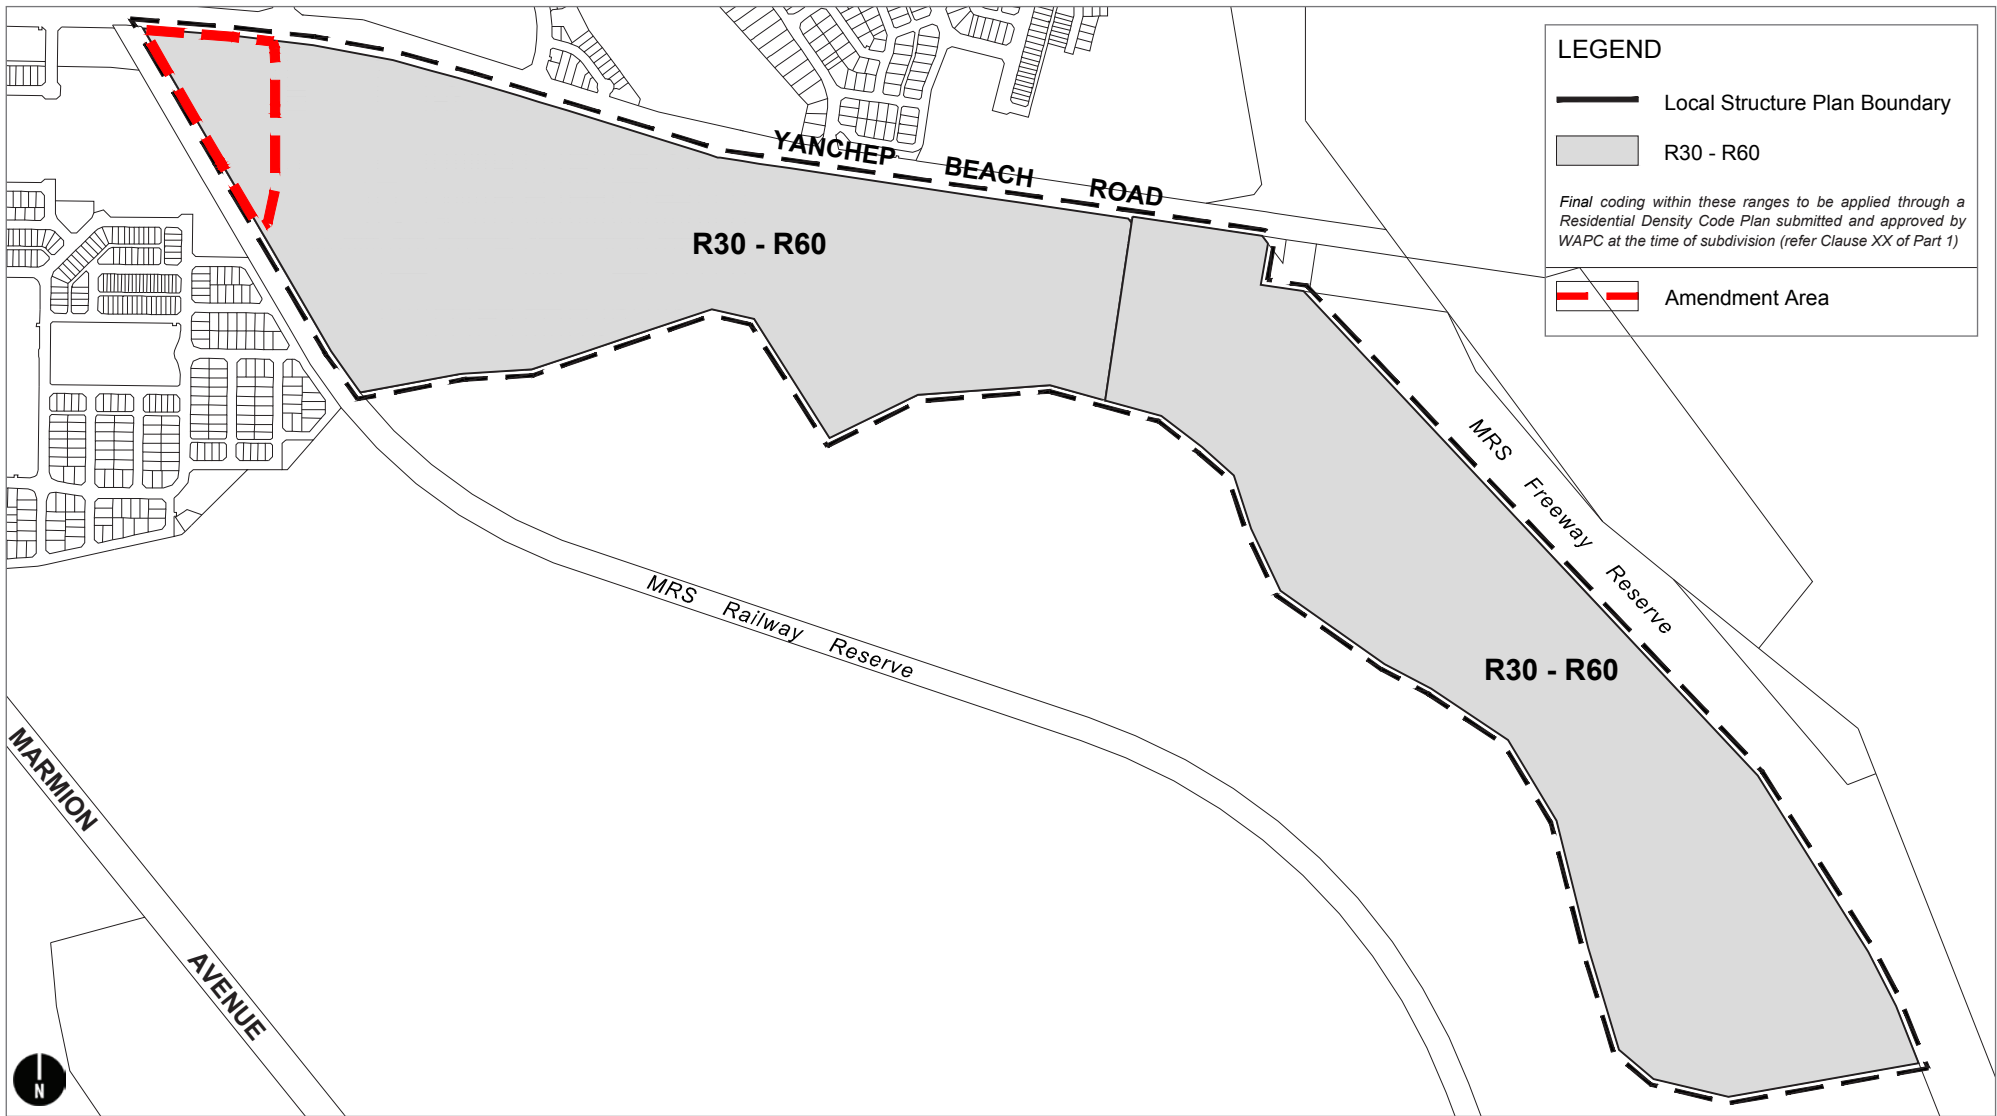 LEGEND
Local Structure Plan Boundary
R30 - R60
Final coding within these ranges to be applied through a
Residential Density Code Plan submitted and approved by
WAPC at the time of subdivision (refer Clause XX of Part 1)
Amendment Area
YANCHEP BEACH ROAD
R30 - R60
MRS Freeway Reserve
MRS Railway Reserve
R30 - R60
MARMION AVENUE
N